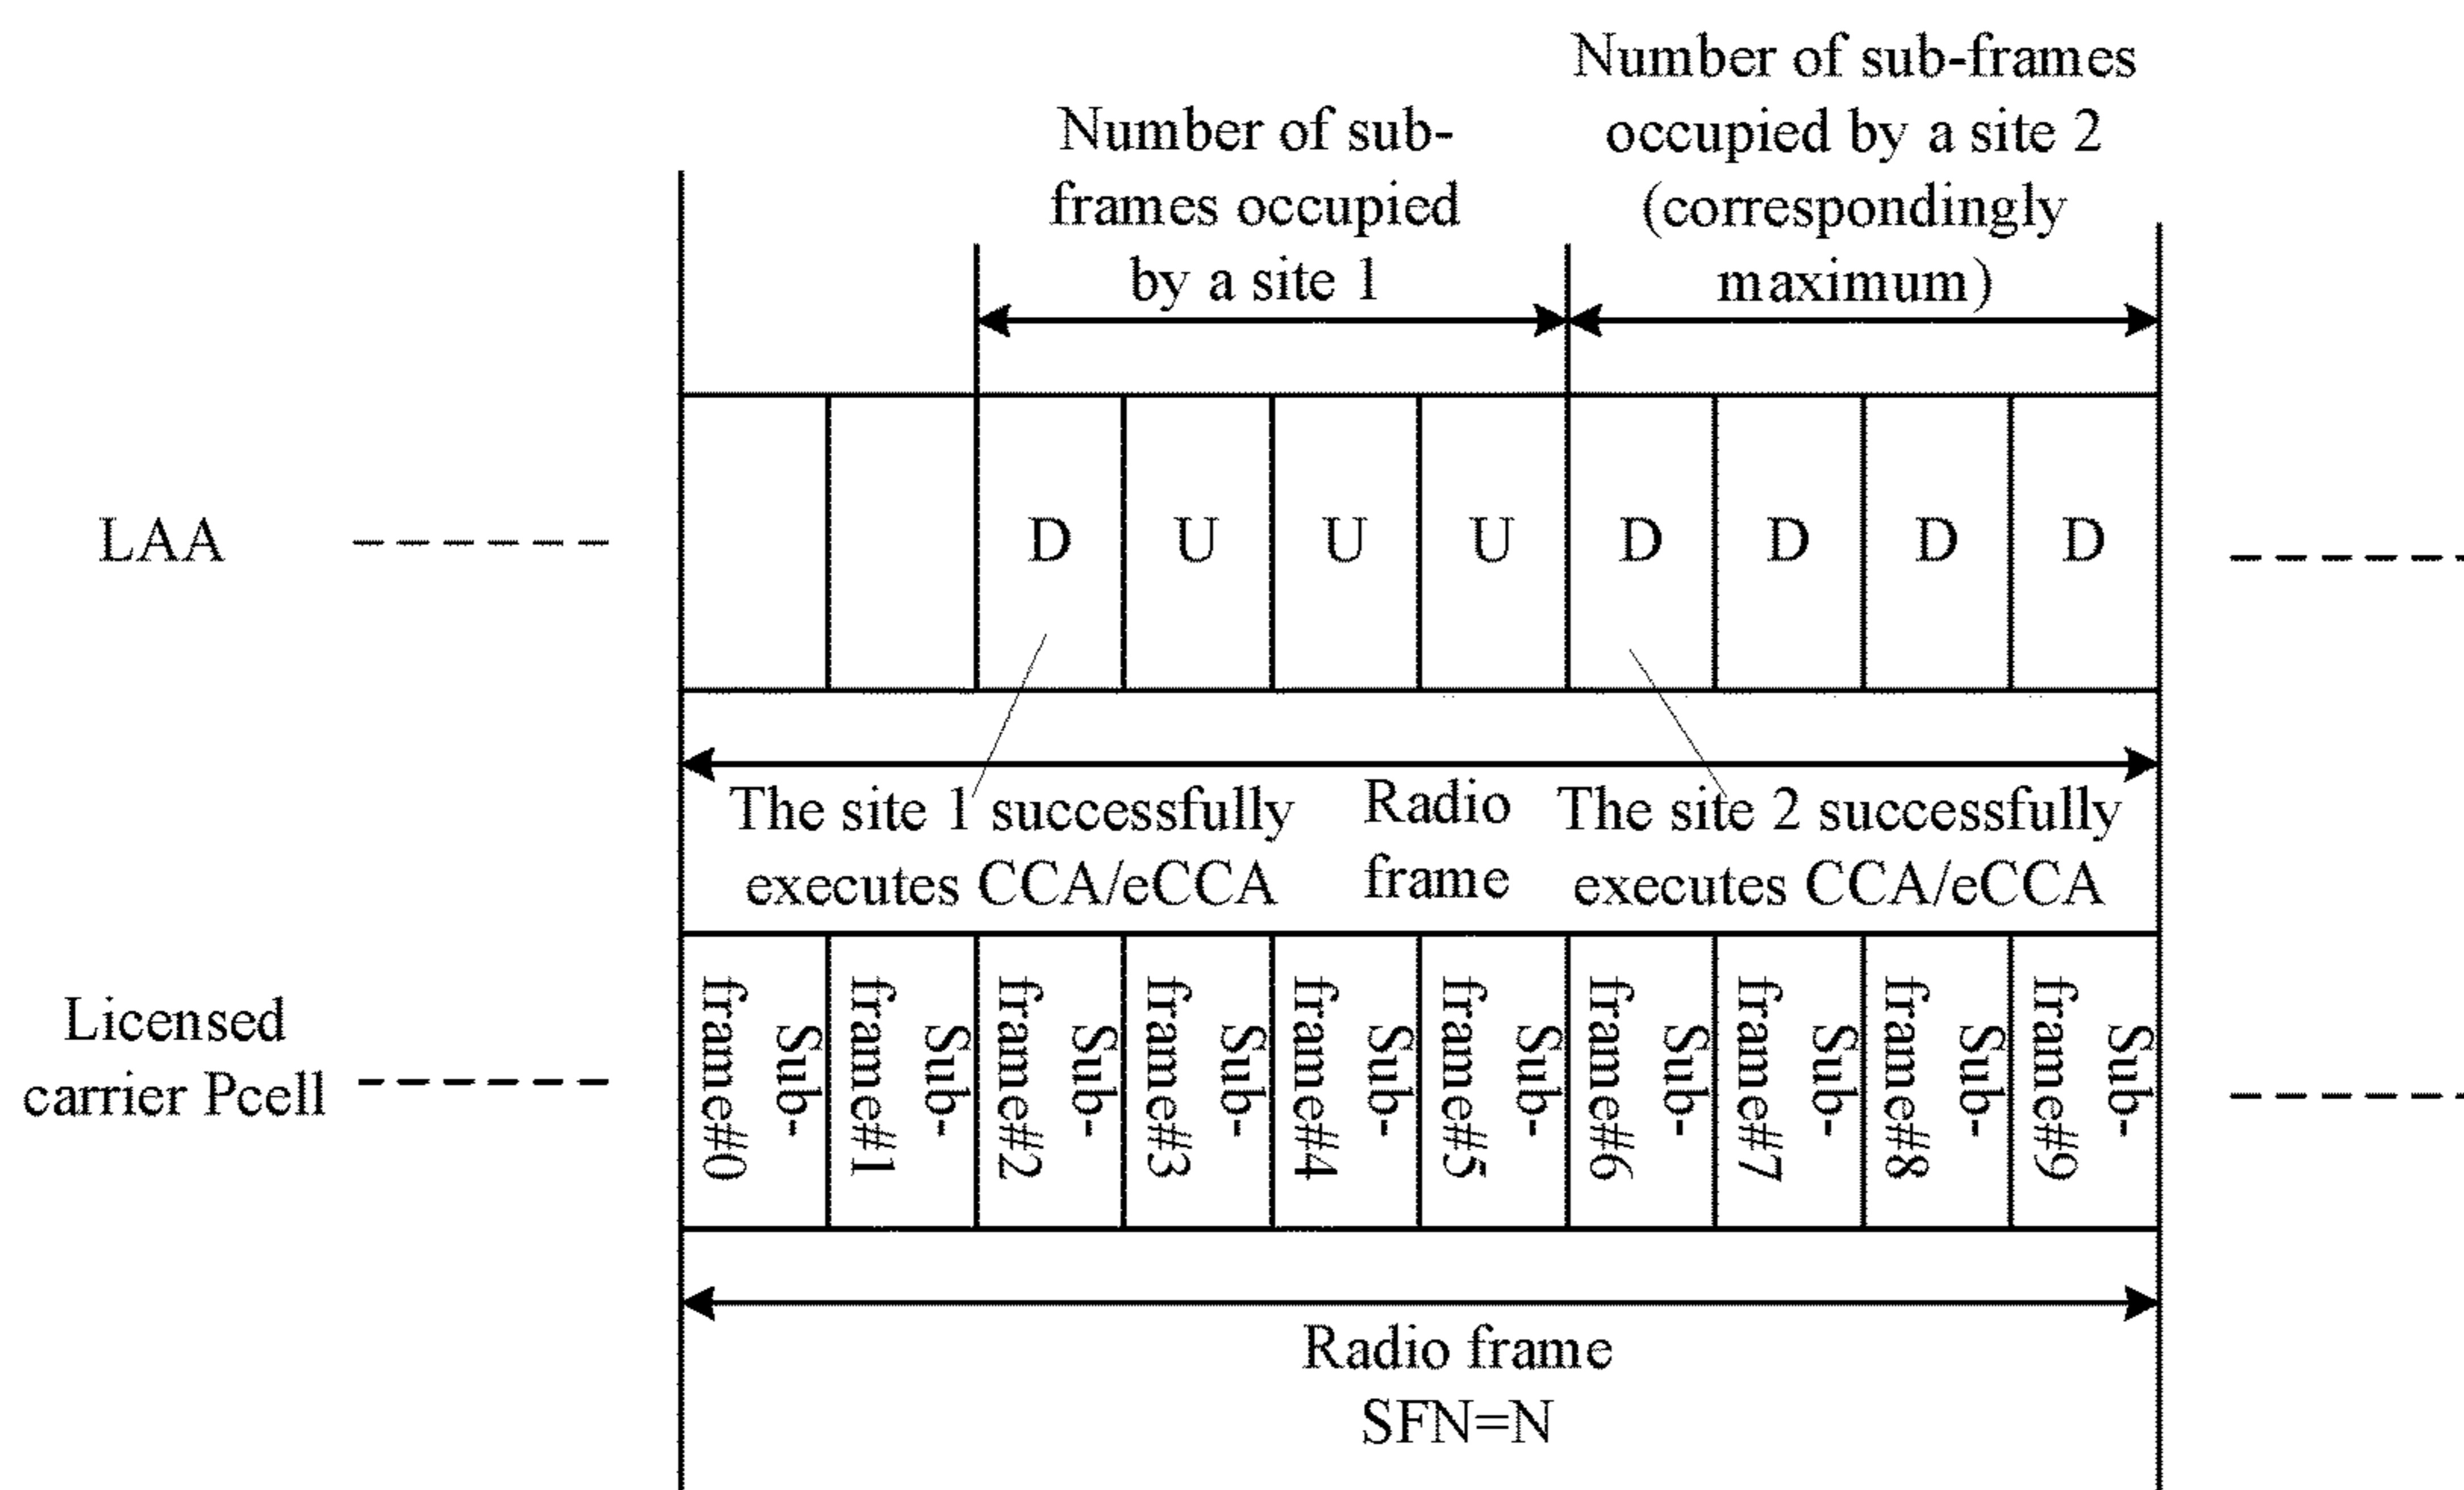 Number of sub-
frames occupied
by a site 1
Number of sub-frames
occupied by a site 2
(correspondingly
maximum)
LAA
D
U
U
U
D
D
D
D
The site 1 successfully
executes CCA/eCCA
Radio
frame
The site 2 successfully
executes CCA/eCCA
Licensed
carrier Pcell
Sub-
frame#0
Sub-
frame#1
Sub-
frame#2
Sub-
frame#3
Sub-
frame#4
Sub-
frame#5
Sub-
frame#6
Sub-
frame#7
Sub-
frame#8
Sub-
frame#9
Radio frame
SFN=N